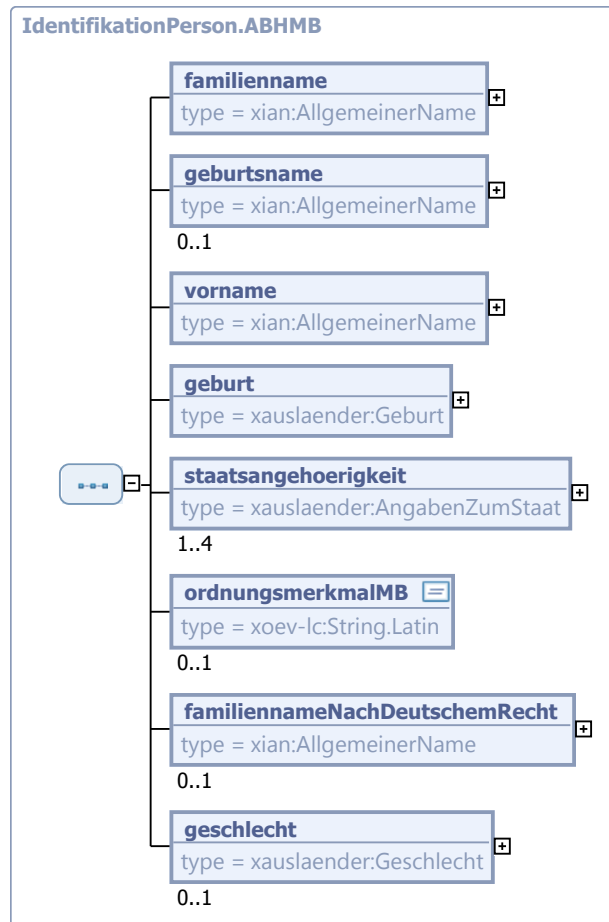 IdentifikationPerson.ABHMB
familienname
type = xian:AllgemeinerName
geburtsname
type = xian:AllgemeinerName
0..1
vorname
type = xian:AllgemeinerName
geburt
type = xauslaender:Geburt
staatsangehoerigkeit
type = xauslaender:AngabenZumStaat
1..4
ordnungsmerkmalMB
type = xoev-lc:String.Latin
0..1
familiennameNachDeutschemRecht
type = xian:AllgemeinerName
0..1
geschlecht
type = xauslaender:Geschlecht
0..1